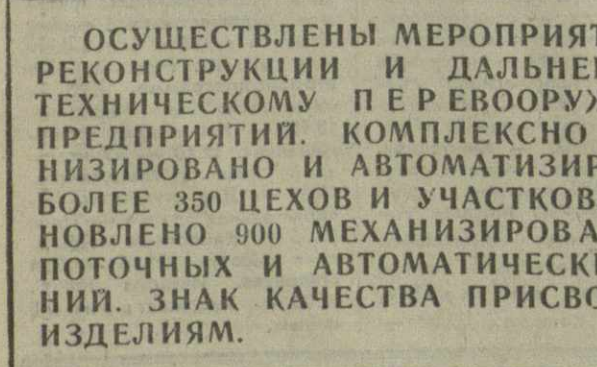 ОСУЩЕСТВЛЕНЫ МЕРОПРИЯТ
РЕКОНСТРУКЦИИ И ДАЛЬНЕ
ТЕХНИЧЕСКОМУ ПЕРЕВООРУЖ
ПРЕДПРИЯТИЙ. КОМПЛЕКСНО
НИЗИРОВАНО И АВТОМАТИЗИР
БОЛЕЕ 350 ЦЕХОВ И УЧАСТКОВ
НОВЛЕНО 900 МЕХАНИЗИРОВА
ПОТОЧНЫХ И АВТОМАТИЧЕСК
НИЙ. ЗНАК КАЧЕСТВА ПРИСВО
ИЗДЕЛИЯМ.